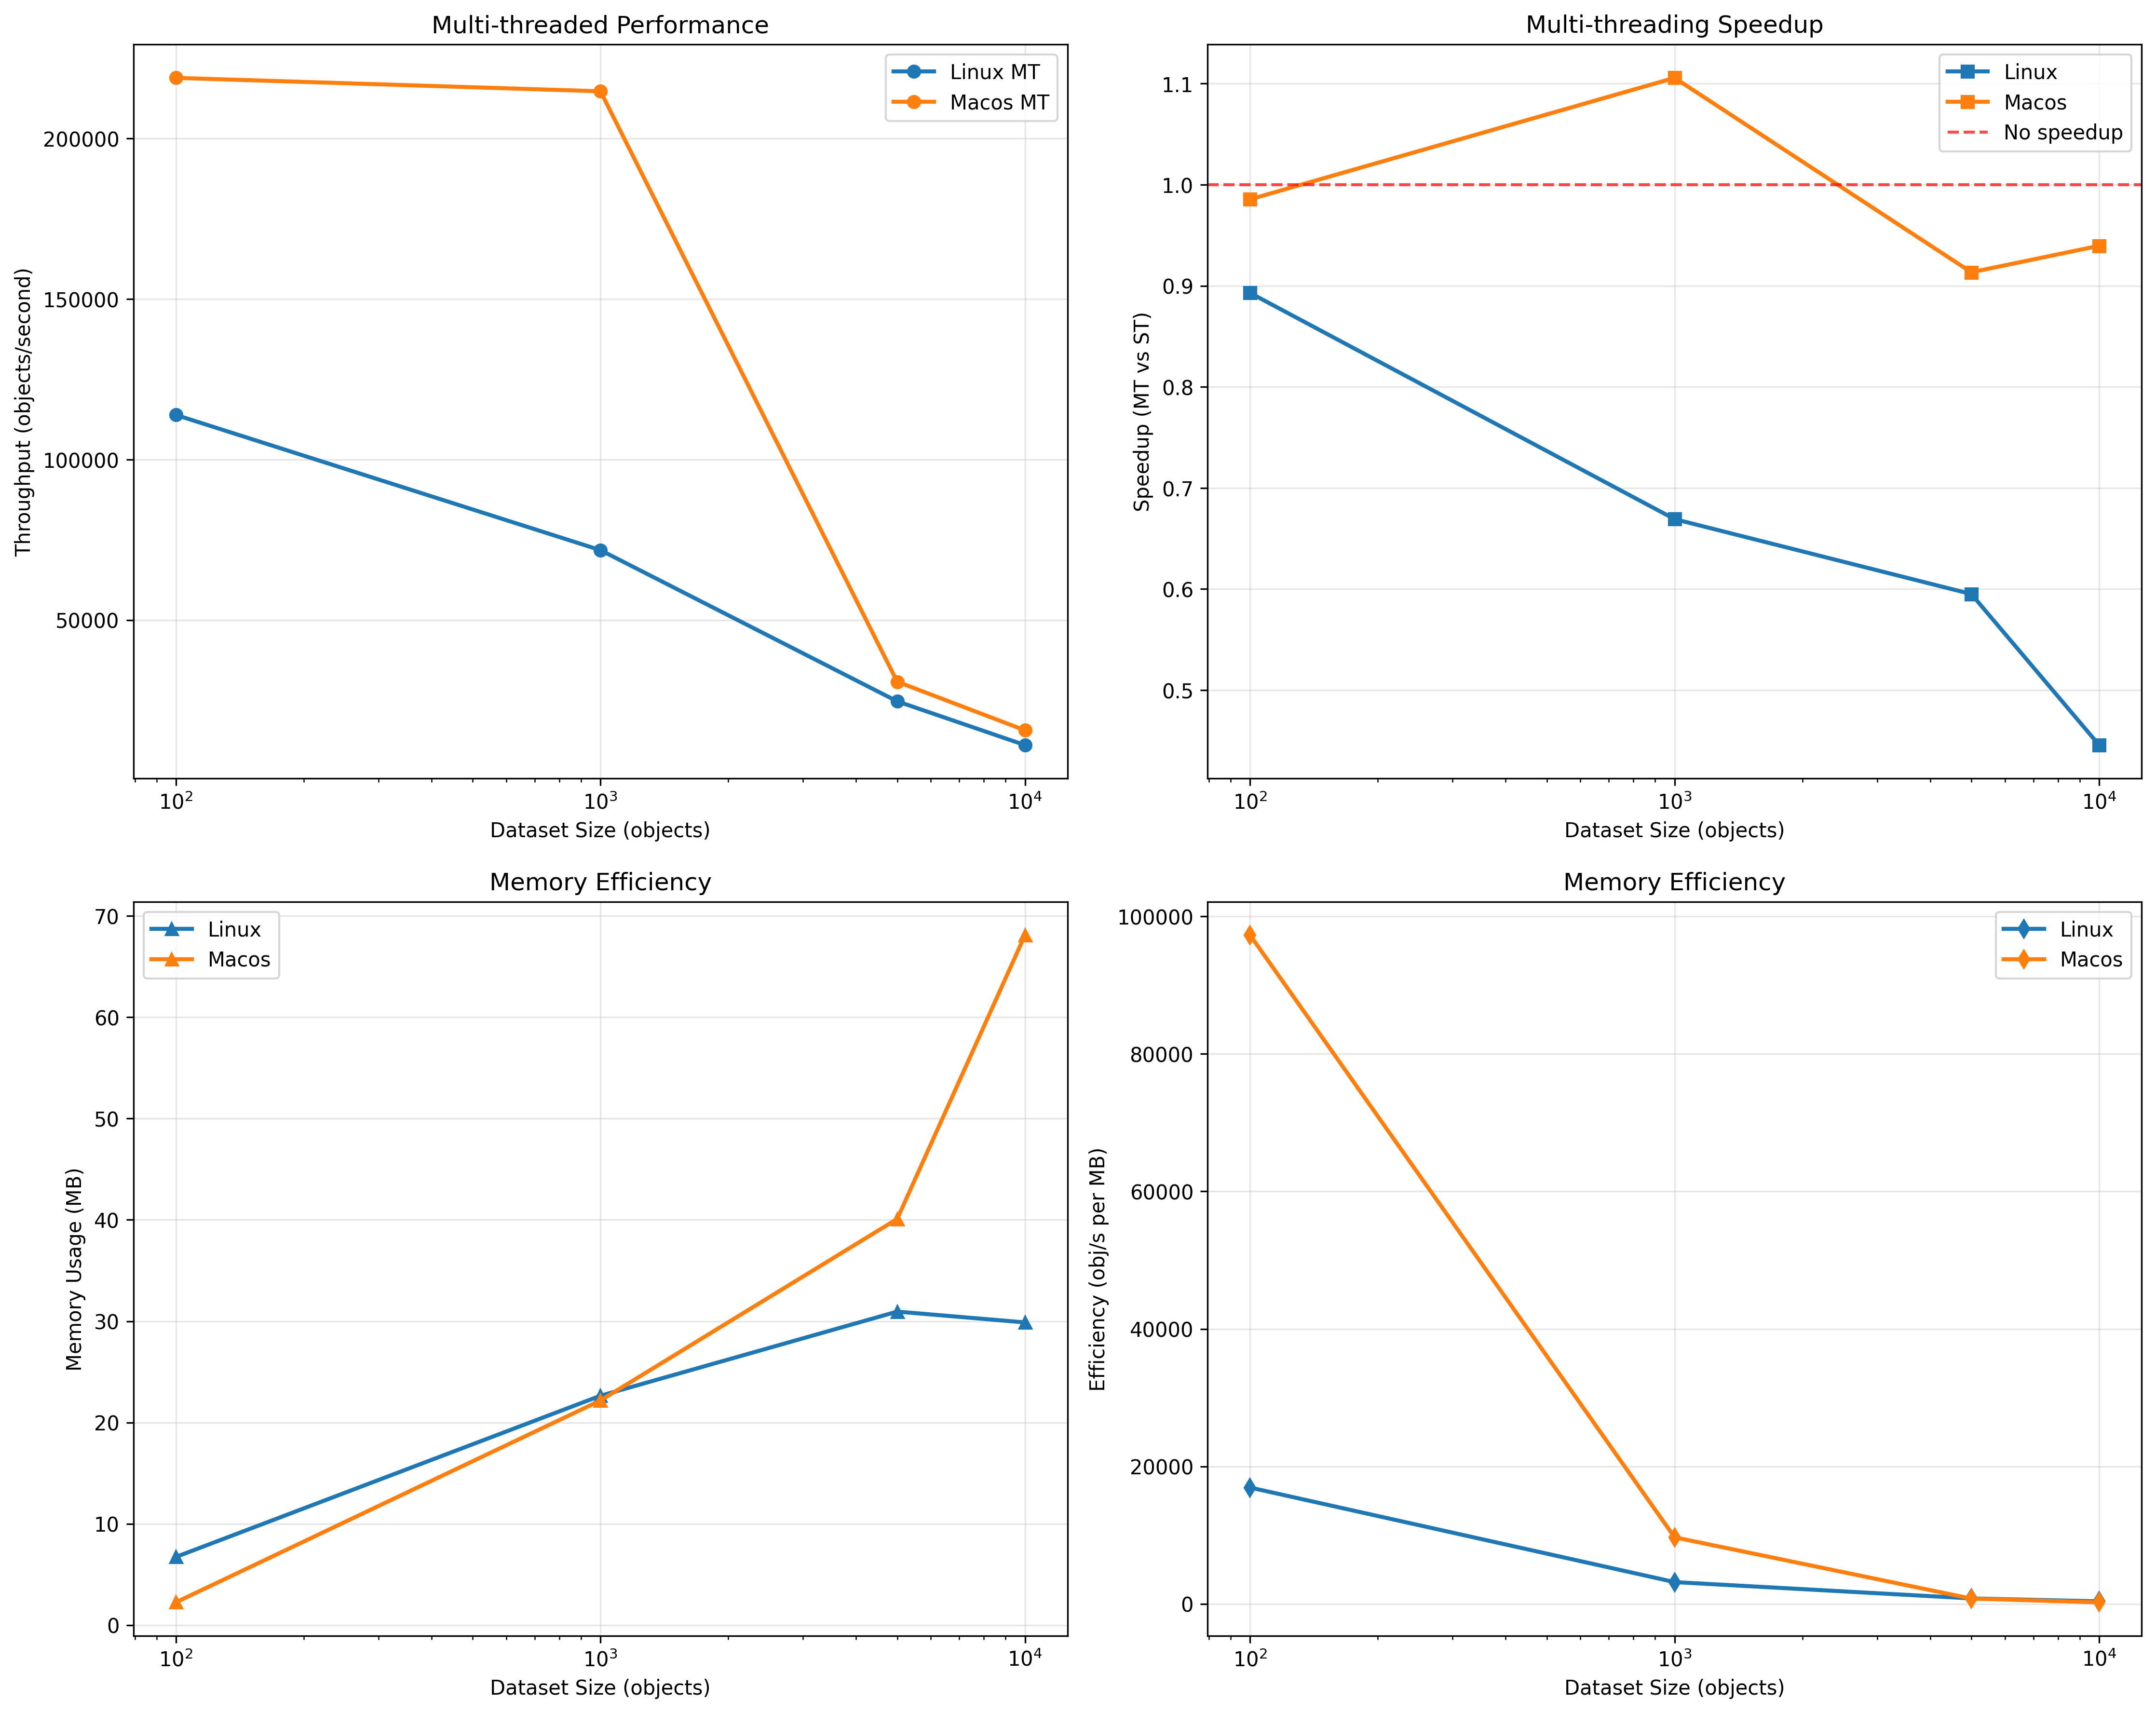 Multi-threaded Performance
Linux MT
Macos MT
200000
150000
100000
50000
Throughput (objects/second)
10²
10³
10⁴
Dataset Size (objects)
Multi-threading Speedup
Linux
Macos
No speedup
1.1
1.0
0.9
0.8
0.7
0.6
0.5
Speedup (MT vs ST)
10²
10³
10⁴
Dataset Size (objects)
Memory Efficiency
Linux
Macos
70
60
50
40
30
20
10
0
Memory Usage (MB)
10²
10³
10⁴
Dataset Size (objects)
Memory Efficiency
Linux
Macos
100000
80000
60000
40000
20000
0
Efficiency (obj/s per MB)
10²
10³
10⁴
Dataset Size (objects)